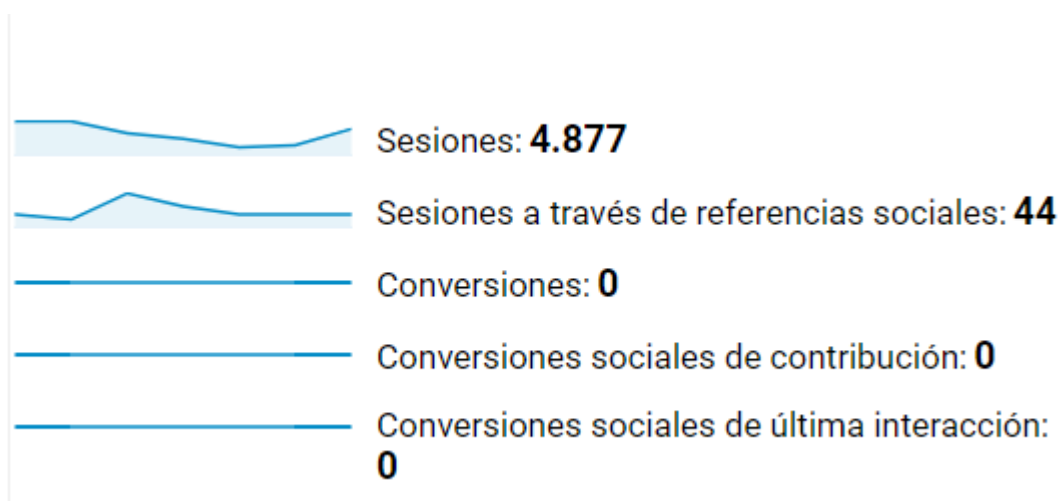 Sesiones: 4.877
Sesiones a través de referencias sociales: 44
Conversiones: 0
Conversiones sociales de contribución: 0
Conversiones sociales de última interacción:
0